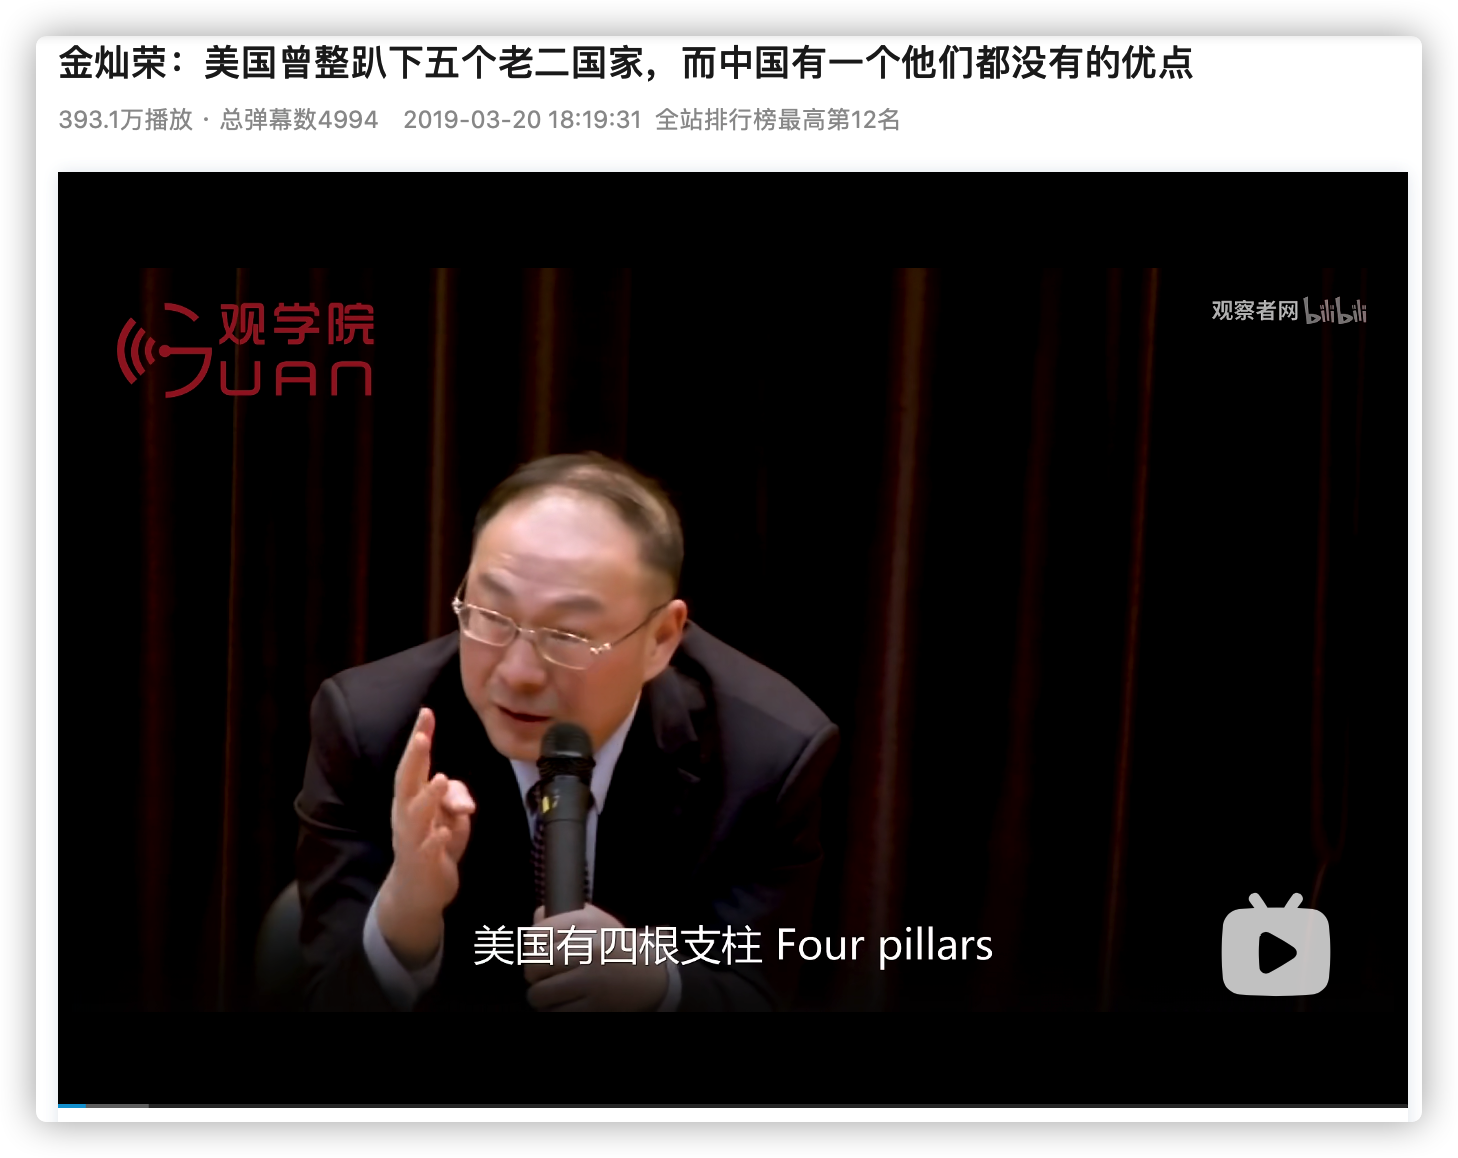 金灿荣：美国曾整趴下五个老二国家，而中国有一个他们都没有的优点
393.1万播放 · 总弹幕数4994 2019-03-20 18:19:31 全站排行榜最高第12名
观学院
GUAN
观察者网 bilibili
美国有四根支柱 Four pillars